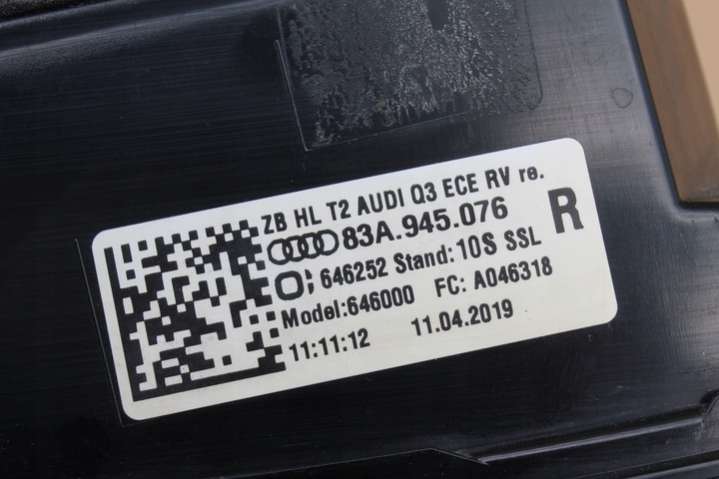 ZB HL T2 AUDI Q3 ECE RV re.
83A.945.076
R
; 646252 Stand: 10S SSL
Model:646000 FC: A046318
11:11:12 11.04.2019